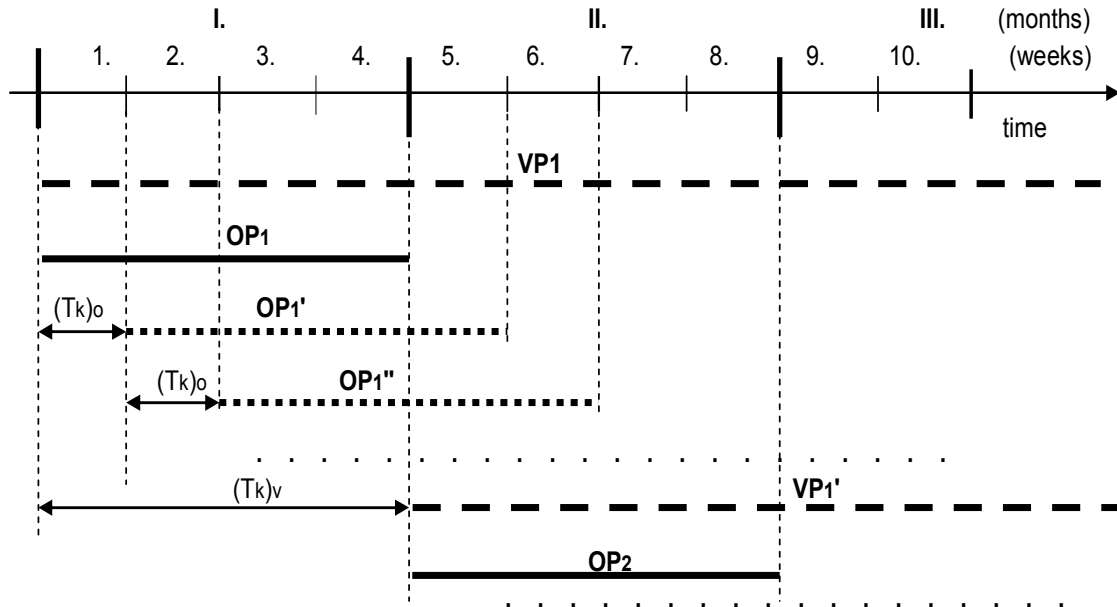 I. II. III. (months)
1. 2. 3. 4. 5. 6. 7. 8. 9. 10. (weeks)
time
VP1
OP1
(Tk)o OP1'
(Tk)o OP1"
(Tk)v VP1'
OP2